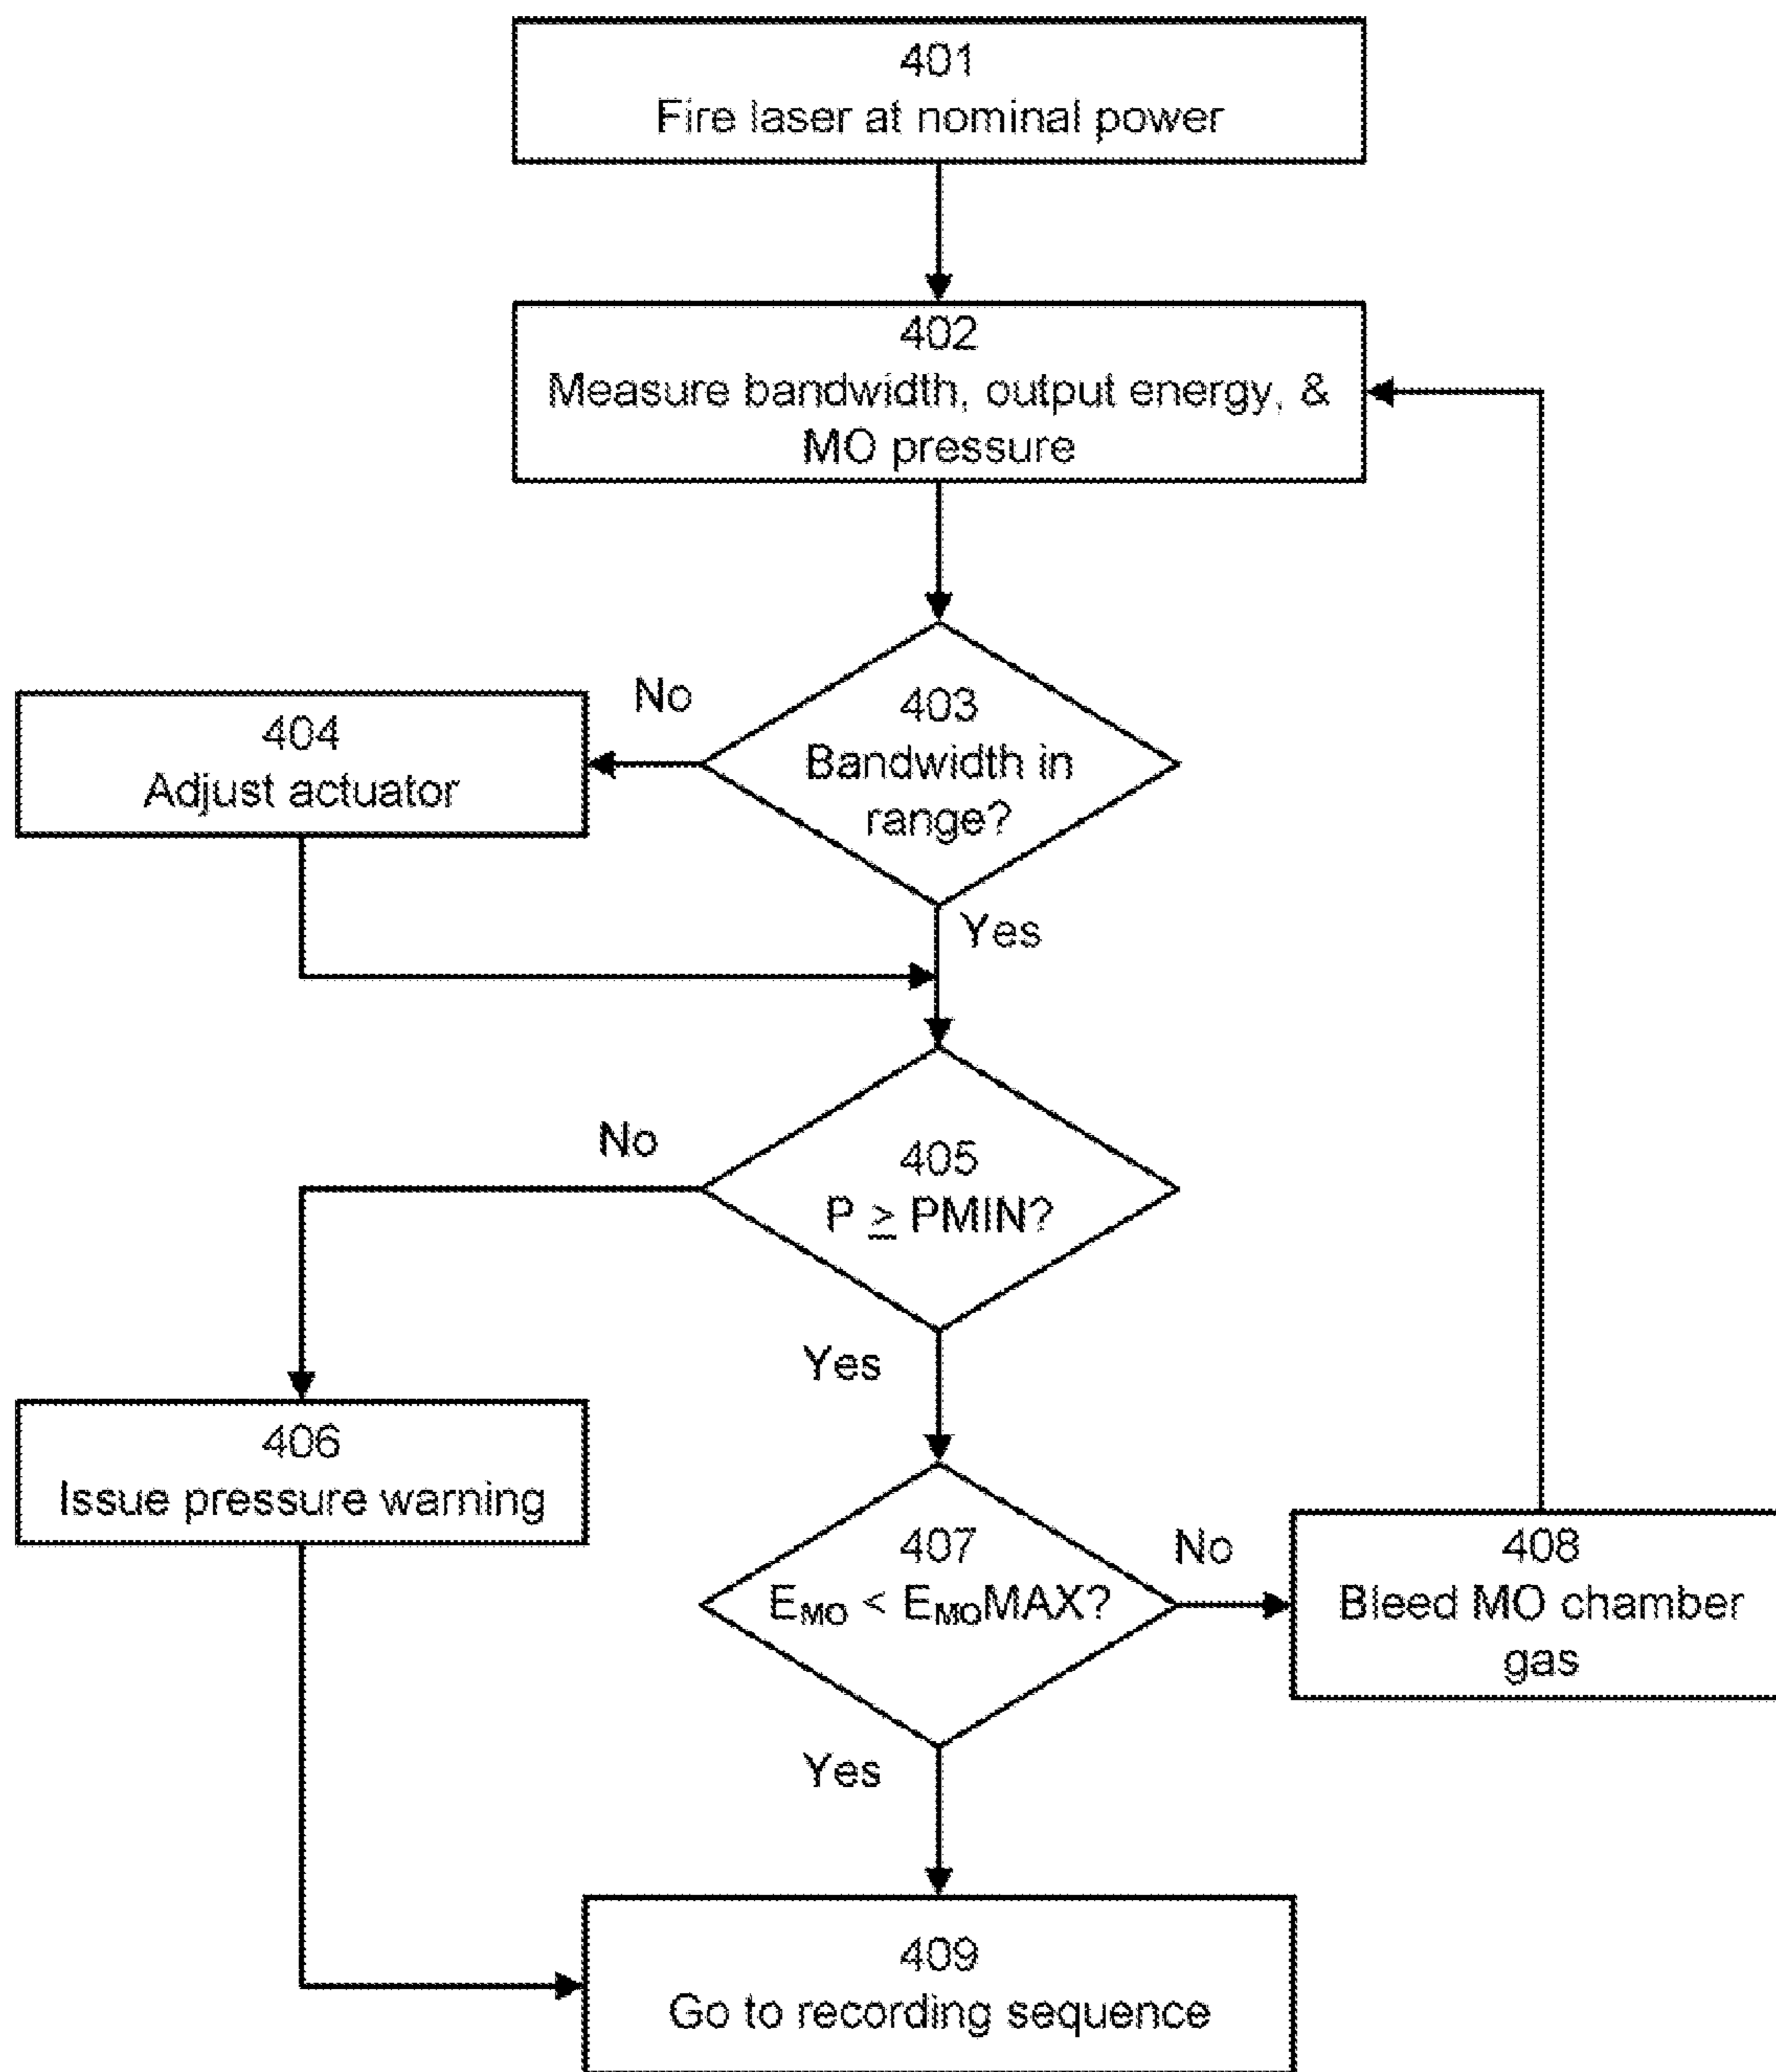 401
Fire laser at nominal power
402
Measure bandwidth, output energy, &
MO pressure
No
403
Bandwidth in
range?
404
Adjust actuator
Yes
No
405
P ≥ PMIN?
Yes
406
Issue pressure warning
407
E_MO < E_MOMAX?
No
408
Bleed MO chamber
gas
Yes
409
Go to recording sequence